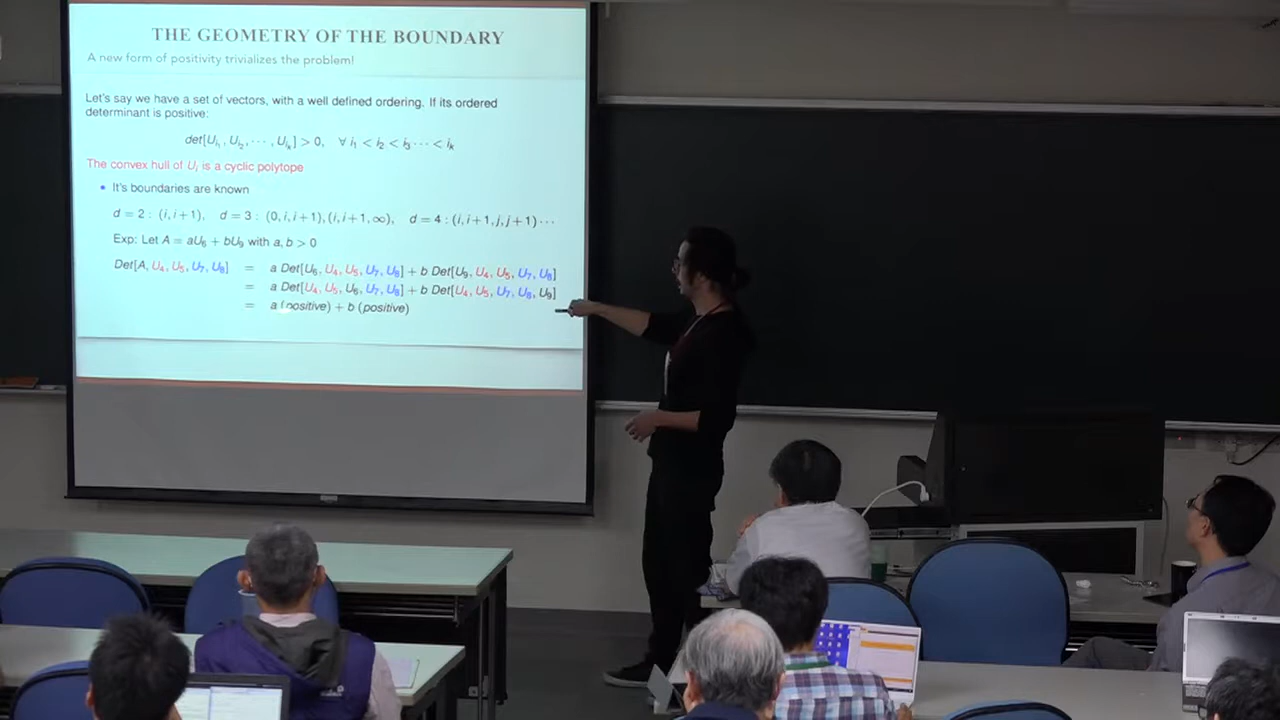 THE GEOMETRY OF THE BOUNDARY
A new form of positivity trivializes the problem!
Let's say we have a set of vectors, with a well defined ordering. If its ordered
determinant is positive:
det[U_{i_1}, U_{i_2}, ⋯ , U_{i_k}] > 0, ∀ i_1 < i_2 < i_3 ⋯ < i_k
The convex hull of U_i is a cyclic polytope
• It's boundaries are known
d = 2 : (i, i+1), d = 3 : (0, i, i+1), (i, i+1, ∞), d = 4 : (i, i+1, j, j+1) ⋯
Exp: Let A = aU_6 + bU_9 with a, b > 0
Det[A, U_4, U_5, U_7, U_8] = a Det[U_6, U_4, U_5, U_7, U_8] + b Det[U_9, U_4, U_5, U_7, U_8]
= a Det[U_4, U_5, U_6, U_7, U_8] + b Det[U_4, U_5, U_7, U_8, U_9]
= a (positive) + b (positive)